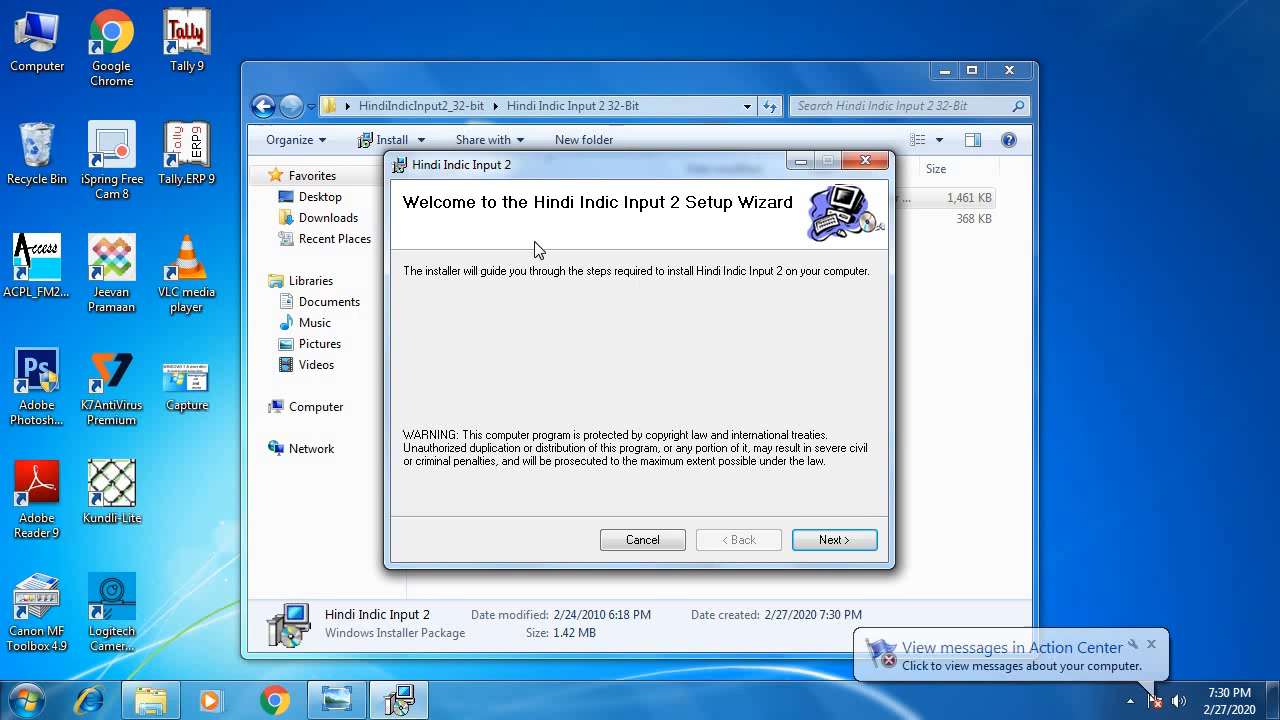 Computer
Google
Chrome
Tally
Tally 9
Recycle Bin
iSpring Free
Cam 8
Tally
ERP9
Tally.ERP 9
Access
ACPL_FM2...
Jeevan
Pramaan
VLC media
player
Ps
Adobe
Photosh...
K7AntiVirus
Premium
Capture
Adobe
Reader 9
Kundli-Lite
Canon MF
Toolbox 4.9
Logitech
Camer...
HindiIndicInput2_32-bit
Hindi Indic Input 2 32-Bit
Search Hindi Indic Input 2 32-Bit
Organize
Install
Share with
New folder
Favorites
Desktop
Downloads
Recent Places
Libraries
Documents
Music
Pictures
Videos
Computer
Network
Size
1,461 KB
368 KB
Hindi Indic Input 2
Welcome to the Hindi Indic Input 2 Setup Wizard
The installer will guide you through the steps required to install Hindi Indic Input 2 on your computer.
WARNING: This computer program is protected by copyright law and international treaties.
Unauthorized duplication or distribution of this program, or any portion of it, may result in severe civil
or criminal penalties, and will be prosecuted to the maximum extent possible under the law.
Cancel
< Back
Next >
Hindi Indic Input 2
Date modified: 2/24/2010 6:18 PM
Date created: 2/27/2020 7:30 PM
Windows Installer Package
Size: 1.42 MB
View messages in Action Center
Click to view messages about your computer.
7:30 PM
2/27/2020